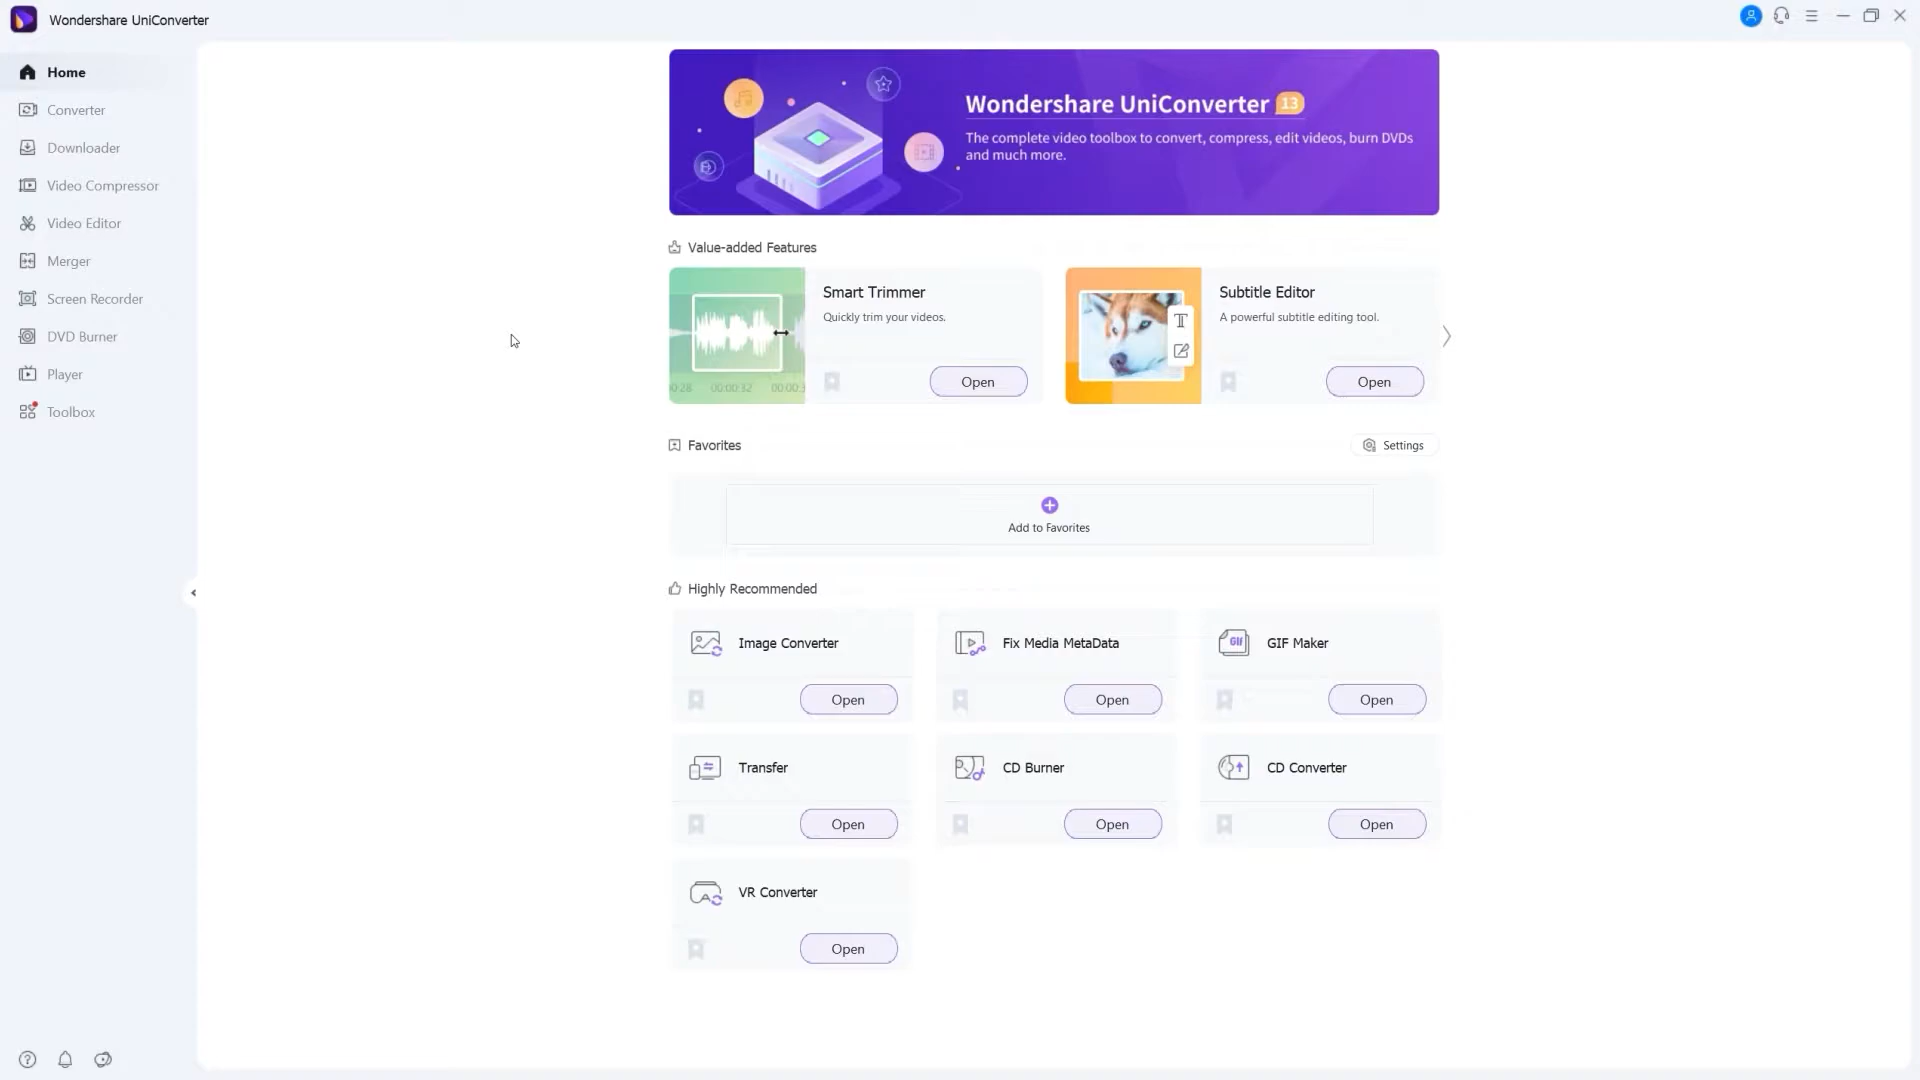 Wondershare UniConverter
Home
Converter
Downloader
Video Compressor
Video Editor
Merger
Screen Recorder
DVD Burner
Player
Toolbox
Wondershare UniConverter 13
The complete video toolbox to convert, compress, edit videos, burn DVDs
and much more.
Value-added Features
Smart Trimmer
Quickly trim your videos.
00:00:32
Open
Subtitle Editor
A powerful subtitle editing tool.
T
Open
Favorites
Settings
Add to Favorites
Highly Recommended
Image Converter
Open
Fix Media MetaData
Open
GIF
GIF Maker
Open
Transfer
Open
CD Burner
Open
CD Converter
Open
VR Converter
Open